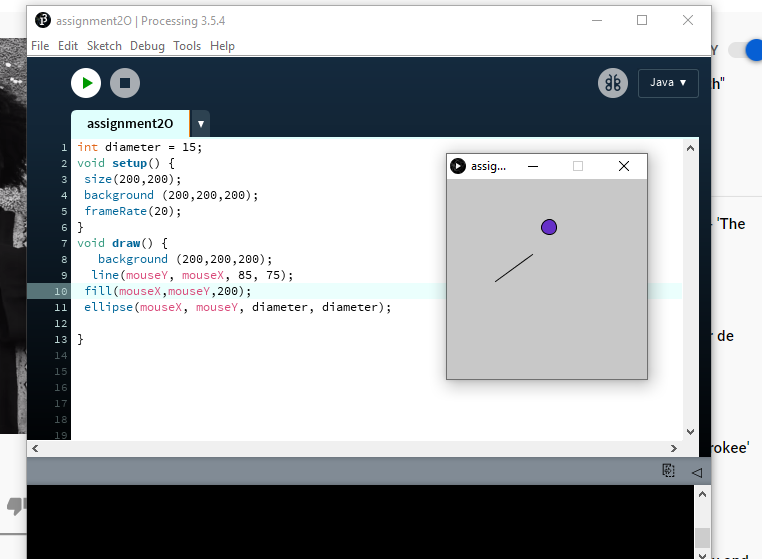 assignment2O | Processing 3.5.4
File Edit Sketch Debug Tools Help
Java ▼
assignment2O ▼
1 int diameter = 15;
2 void setup() {
3 size(200,200);
4 background (200,200,200);
5 frameRate(20);
6 }
7 void draw() {
8 background (200,200,200);
9 line(mouseY, mouseX, 85, 75);
10 fill(mouseX,mouseY,200);
11 ellipse(mouseX, mouseY, diameter, diameter);
12
13 }
14
15
16
17
18
19
assig...
Y
h"
'The
de
rokee'